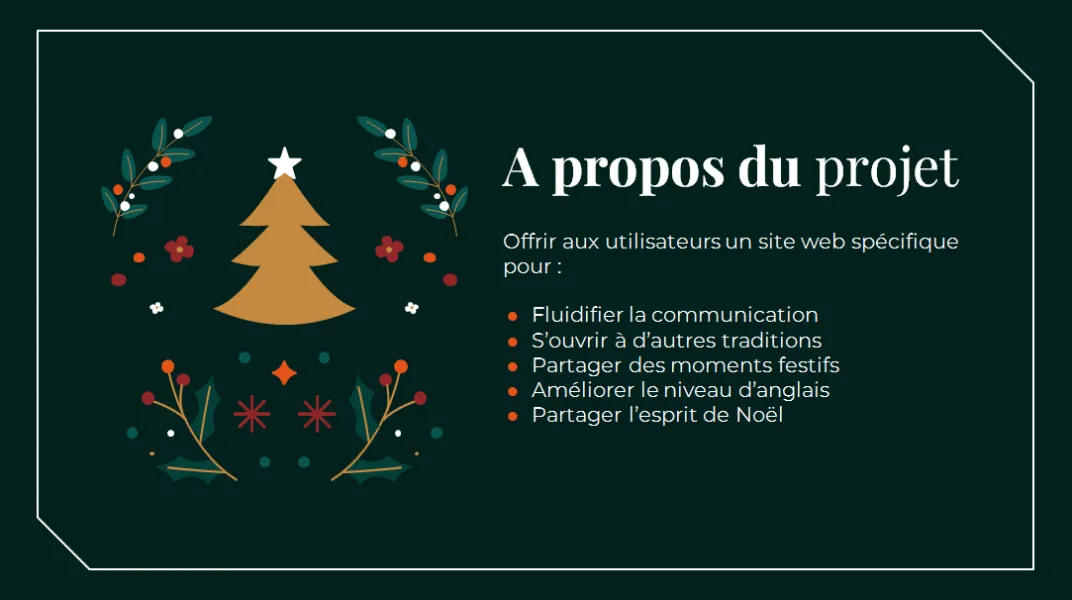 A propos du projet
Offrir aux utilisateurs un site web spécifique
pour :
Fluidifier la communication
S'ouvrir à d'autres traditions
Partager des moments festifs
Améliorer le niveau d'anglais
Partager l'esprit de Noël